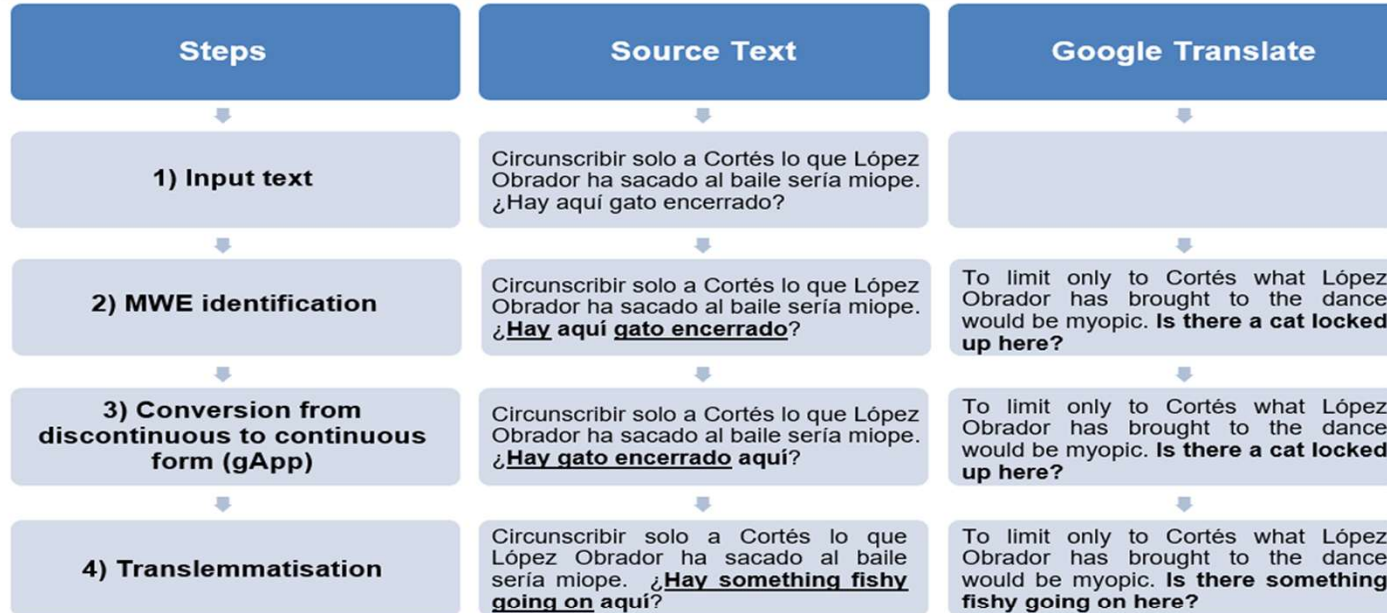 Steps
Source Text
Google Translate
1) Input text
Circunscribir solo a Cortés lo que López
Obrador ha sacado al baile sería miope.
¿Hay aquí gato encerrado?
2) MWE identification
Circunscribir solo a Cortés lo que López
Obrador ha sacado al baile sería miope.
¿Hay aquí gato encerrado?
To limit only to Cortés what López
Obrador has brought to the dance
would be myopic. Is there a cat locked
up here?
3) Conversion from
discontinuous to continuous
form (gApp)
Circunscribir solo a Cortés lo que López
Obrador ha sacado al baile sería miope.
¿Hay gato encerrado aquí?
To limit only to Cortés what López
Obrador has brought to the dance
would be myopic. Is there a cat locked
up here?
4) Translemmatisation
Circunscribir solo a Cortés lo que
López Obrador ha sacado al baile
sería miope. ¿Hay something fishy
going on aquí?
To limit only to Cortés what López
Obrador has brought to the dance
would be myopic. Is there something
fishy going on here?